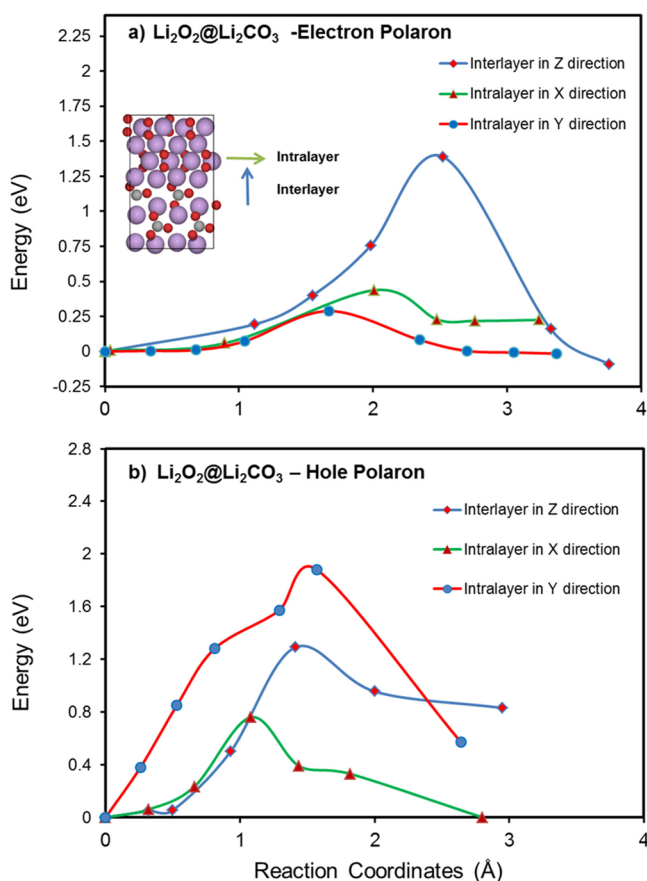 a) Li₂O₂@Li₂CO₃ -Electron Polaron
2.25
2
1.75
1.5
1.25
1
0.75
0.5
0.25
0
-0.25
Energy (eV)
Interlayer in Z direction
Intralayer in X direction
Intralayer in Y direction
Intralayer
Interlayer
0 1 2 3 4
b) Li₂O₂@Li₂CO₃ – Hole Polaron
2.8
2.4
2
1.6
1.2
0.8
0.4
0
Energy (eV)
Interlayer in Z direction
Intralayer in X direction
Intralayer in Y direction
0 1 2 3 4
Reaction Coordinates (Å)